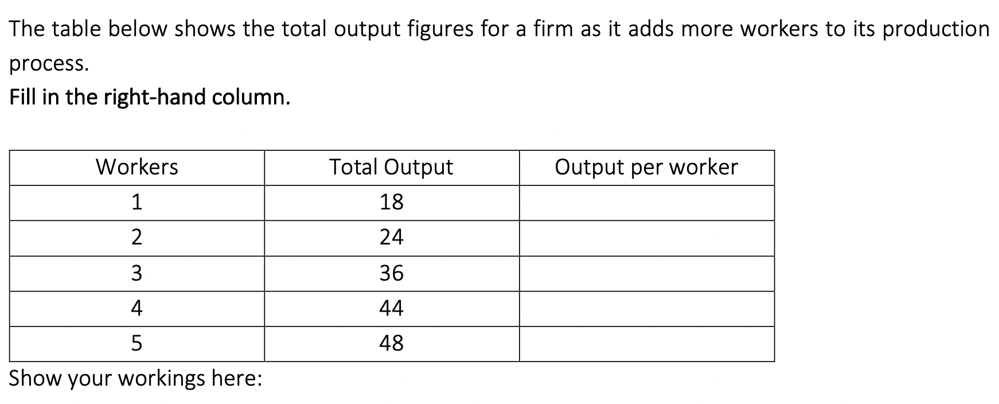 The table below shows the total output figures for a firm as it adds more workers to its production
process.
Fill in the right-hand column.
Workers Total Output Output per worker
1 18
2 24
3 36
4 44
5 48
Show your workings here: